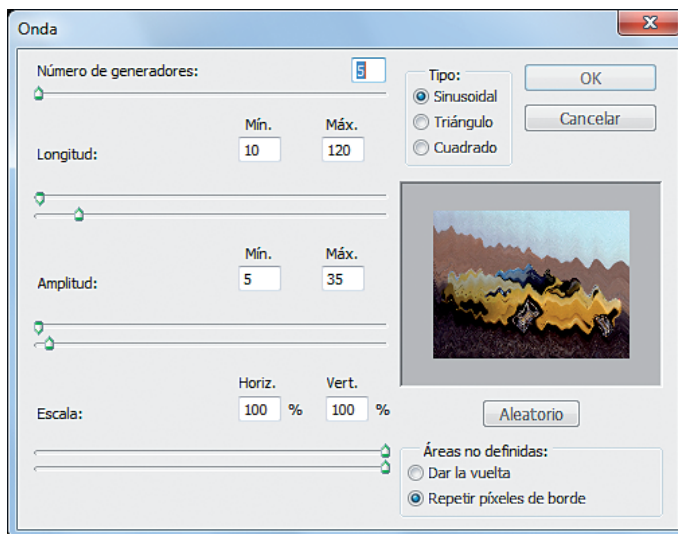 Onda
Número de generadores: 5
Mín. Máx.
Longitud: 10 120
Mín. Máx.
Amplitud: 5 35
Horiz. Vert.
Escala: 100 % 100 %
Tipo:
Sinusoidal
Triángulo
Cuadrado
OK
Cancelar
Aleatorio
Áreas no definidas:
Dar la vuelta
Repetir píxeles de borde